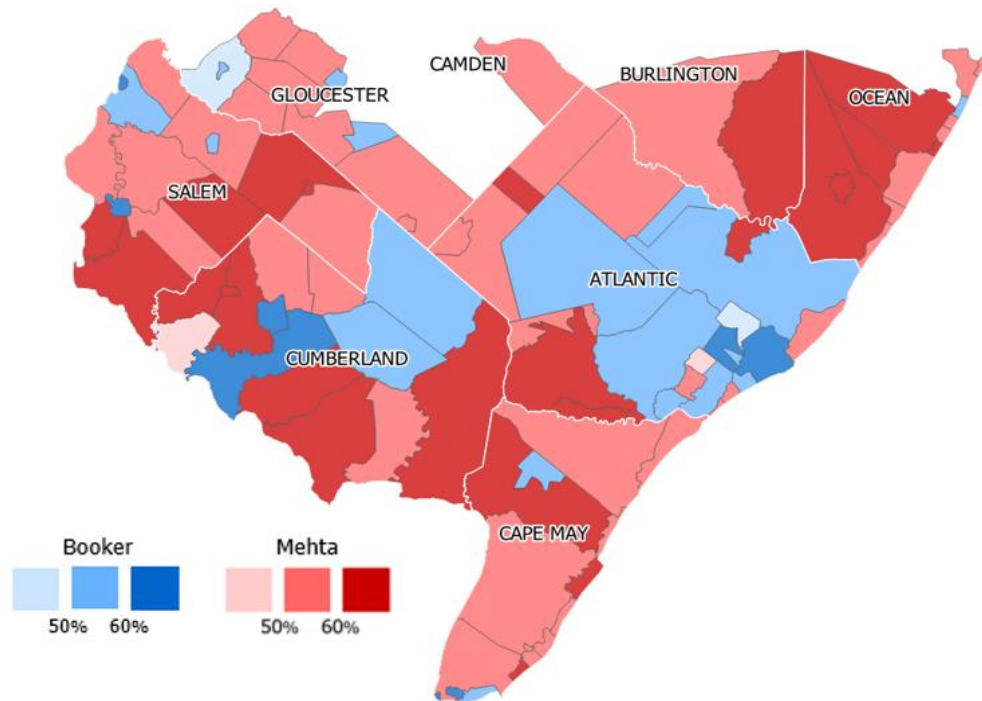 CAMDEN
BURLINGTON
GLOUCESTER
OCEAN
SALEM
ATLANTIC
CUMBERLAND
CAPE MAY
Booker
Mehta
50% 60%
50% 60%